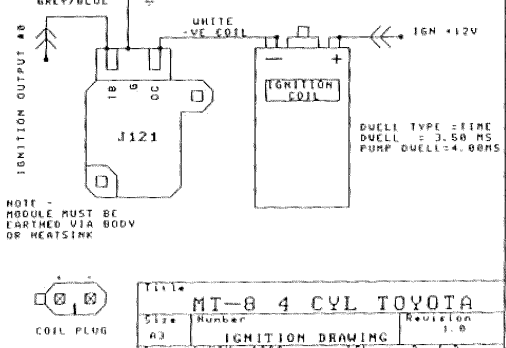 GREY/BLUE
WHITE
-VE COIL
IGN +12V
IGNITION OUTPUT #0
IB
G
OC
- +
IGNITION
COIL
J121
DWELL TYPE =TIME
DWELL = 3.50 MS
PUMP DWELL=4.00MS
NOTE -
MODULE MUST BE
EARTHED VIA BODY
OR HEATSINK
+ -
COIL PLUG
Title
MT-8 4 CYL TOYOTA
Size
Number
Revision
A3
IGNITION DRAWING
1.0